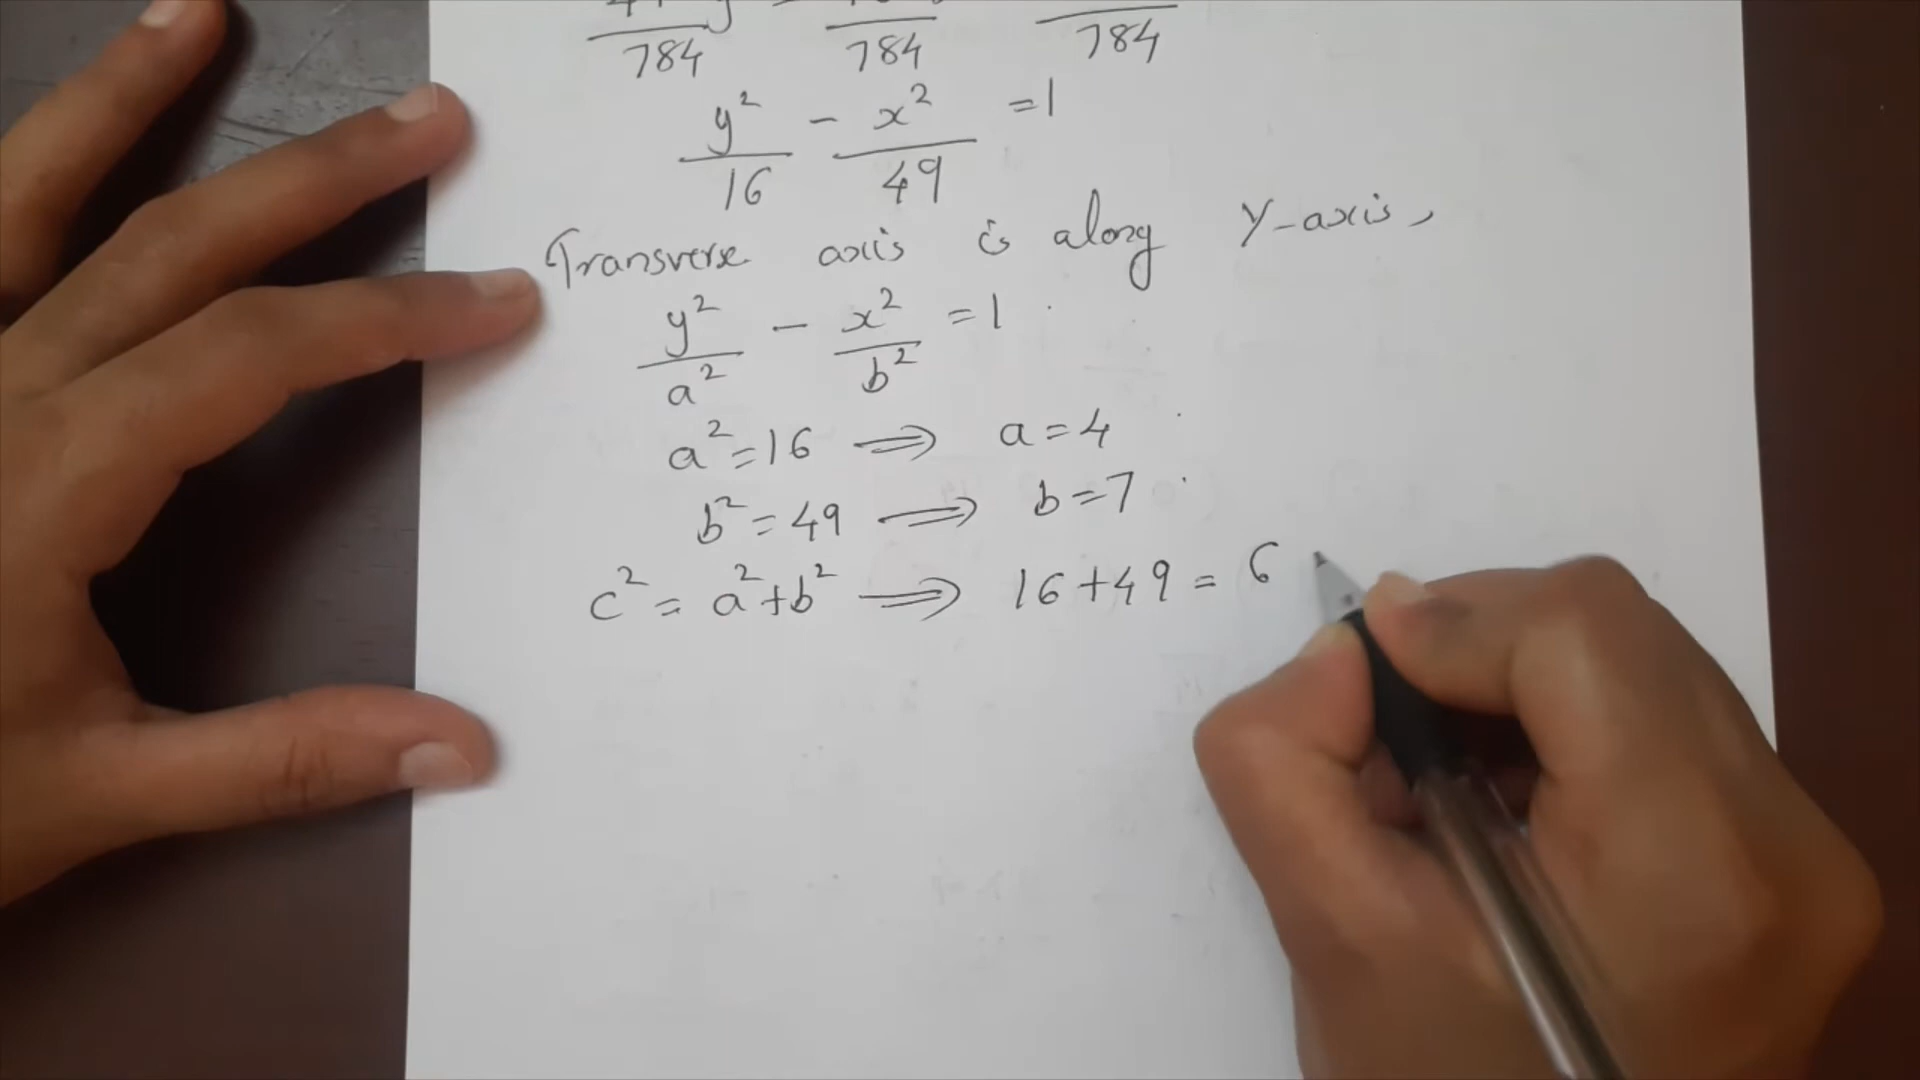 784 784 784
y²/16 - x²/49 = 1
Transverse axis is along Y-axis,
y²/a² - x²/b² = 1
a² = 16 ⟹ a = 4
b² = 49 ⟹ b = 7
c² = a² + b² ⟹ 16 + 49 = 6